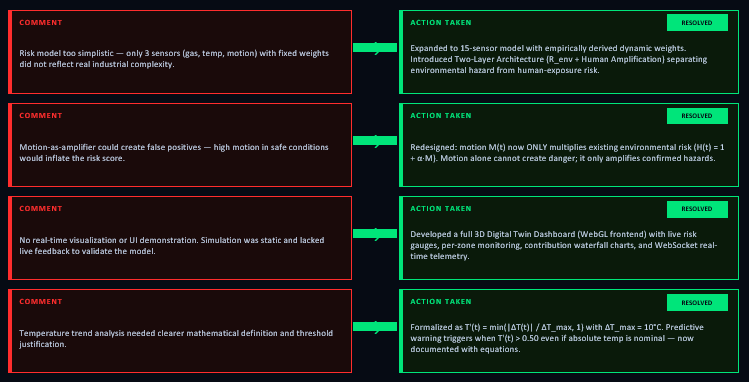 COMMENT
Risk model too simplistic — only 3 sensors (gas, temp, motion) with fixed weights
did not reflect real industrial complexity.
ACTION TAKEN
RESOLVED
Expanded to 15-sensor model with empirically derived dynamic weights.
Introduced Two-Layer Architecture (R_env + Human Amplification) separating
environmental hazard from human-exposure risk.
COMMENT
Motion-as-amplifier could create false positives — high motion in safe conditions
would inflate the risk score.
ACTION TAKEN
RESOLVED
Redesigned: motion M(t) now ONLY multiplies existing environmental risk (H(t) = 1
+ α·M). Motion alone cannot create danger; it only amplifies confirmed hazards.
COMMENT
No real-time visualization or UI demonstration. Simulation was static and lacked
live feedback to validate the model.
ACTION TAKEN
RESOLVED
Developed a full 3D Digital Twin Dashboard (WebGL frontend) with live risk
gauges, per-zone monitoring, contribution waterfall charts, and WebSocket real-
time telemetry.
COMMENT
Temperature trend analysis needed clearer mathematical definition and threshold
justification.
ACTION TAKEN
RESOLVED
Formalized as T'(t) = min(|ΔT(t)| / ΔT_max, 1) with ΔT_max = 10°C. Predictive
warning triggers when T'(t) > 0.50 even if absolute temp is nominal — now
documented with equations.